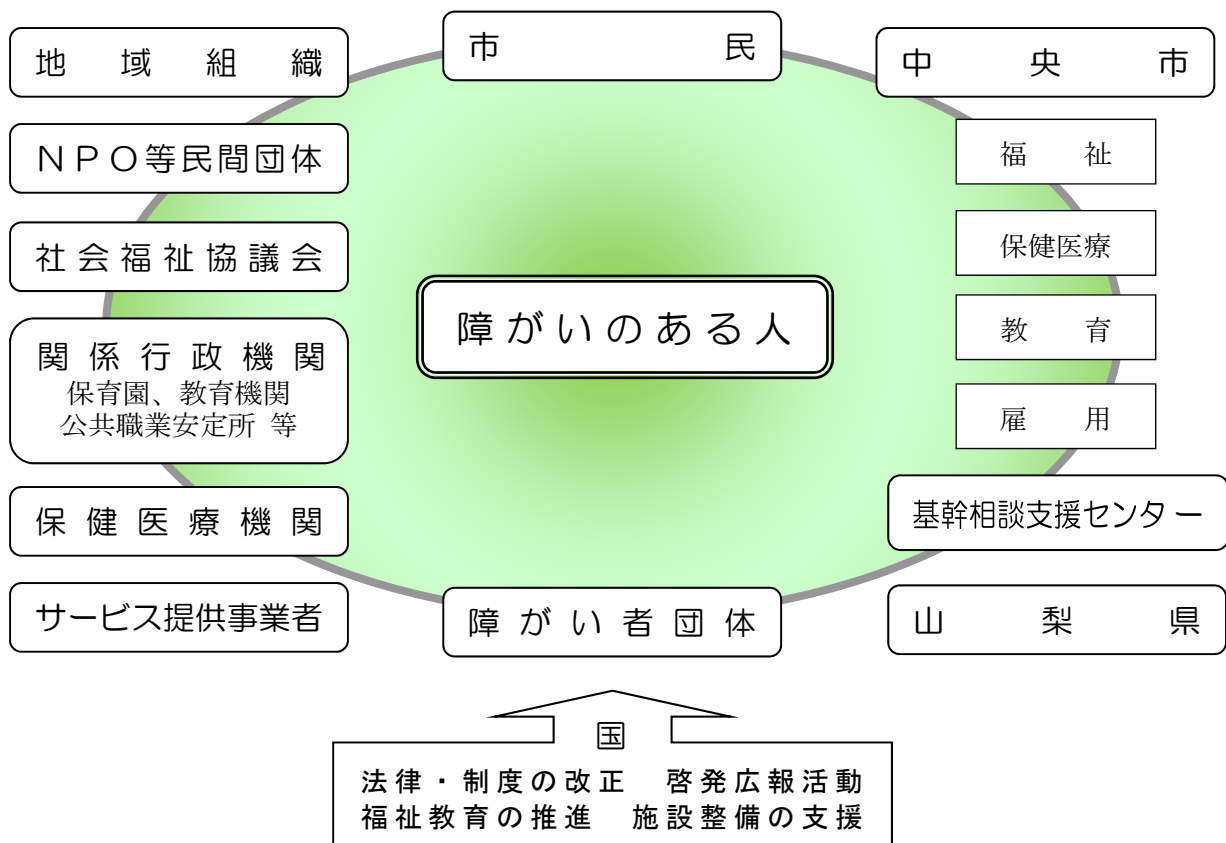 地域組織
市民
中央市
NPO等民間団体
福祉
社会福祉協議会
保健医療
障がいのある人
関係行政機関
保育園、教育機関
公共職業安定所 等
教育
雇用
保健医療機関
基幹相談支援センター
サービス提供事業者
障がい者団体
山梨県
国
法律・制度の改正　啓発広報活動
福祉教育の推進　施設整備の支援